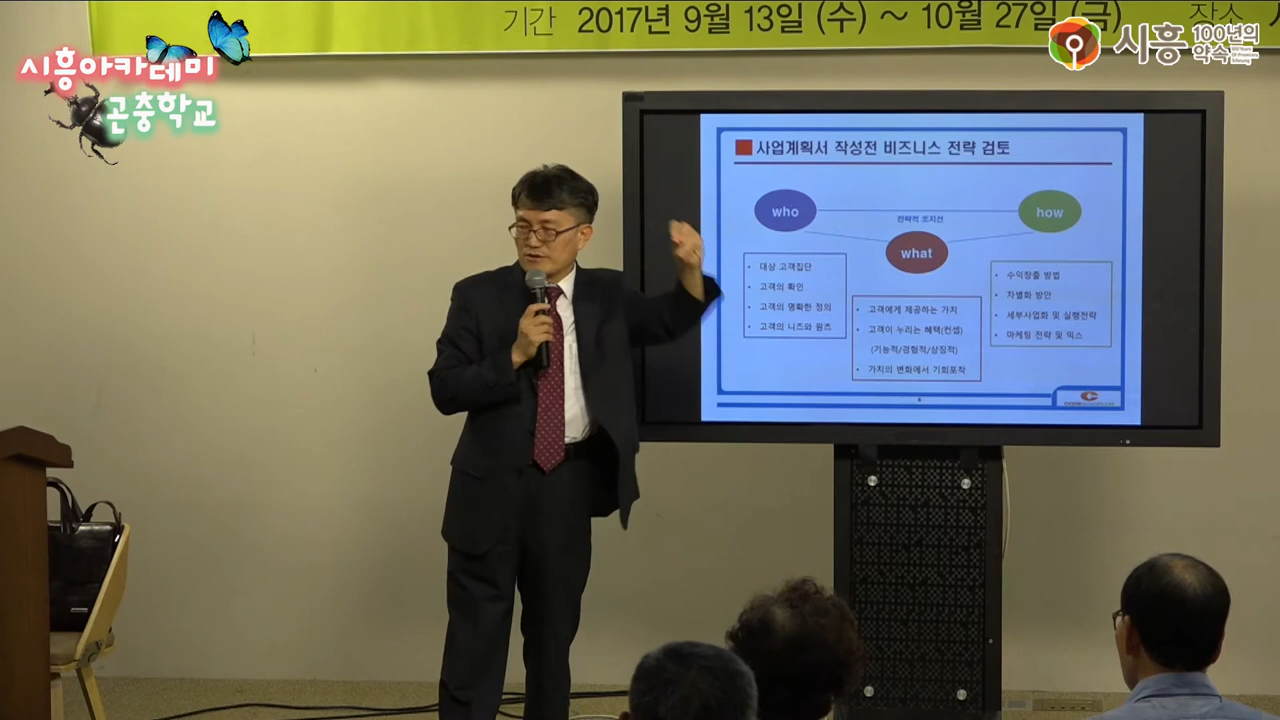 기간 2017년 9월 13일 (수) ~ 10월 27일 (금) 장소
시흥아카데미
곤충학교
시흥 100년의
약속
사업계획서 작성전 비즈니스 전략 검토
who
how
전략적 포지션
what
• 대상 고객집단
• 고객의 확인
• 고객의 명확한 정의
• 고객의 니즈와 원츠
• 고객에게 제공하는 가치
• 고객이 누리는 혜택(컨셉)
(기능적/경험적/상징적)
• 가치의 변화에서 기회포착
• 수익창출 방법
• 차별화 방안
• 세부사업화 및 실행전략
• 마케팅 전략 및 믹스
6